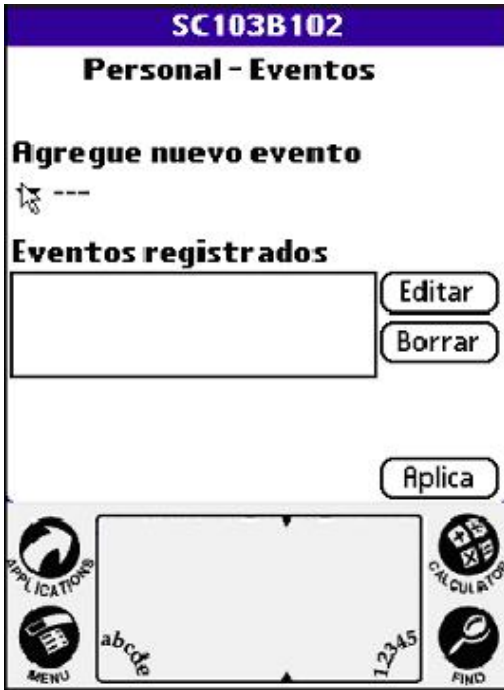 SC103B102
Personal - Eventos
Agregue nuevo evento
---
Eventos registrados
Editar
Borrar
Aplica
APPLICATIONS
CALCULATOR
MENU
abcde
12345
FIND